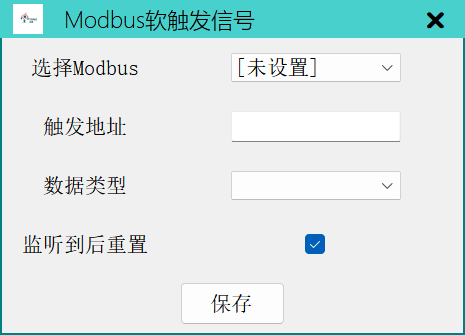 Modbus软触发信号
选择Modbus [未设置]
触发地址
数据类型
监听到后重置
保存